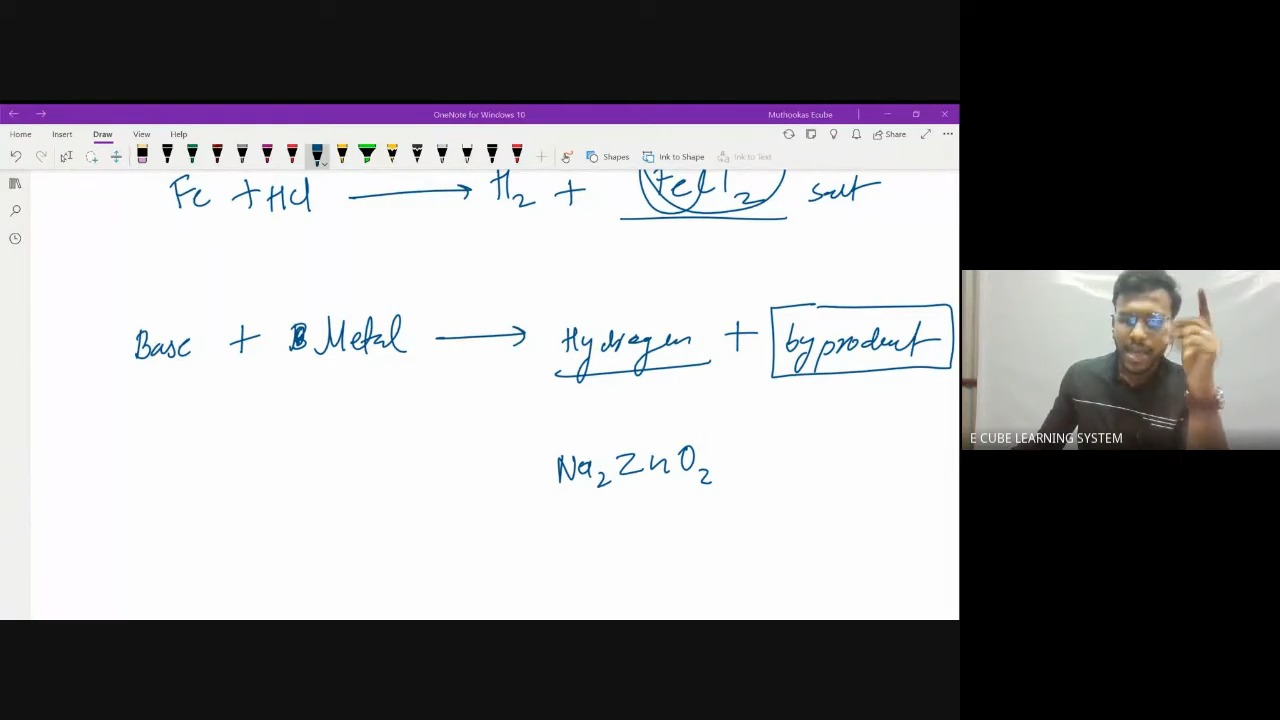 OneNote for Windows 10
Muthookas Ecube
Home Insert Draw View Help
Share
Shapes Ink to Shape Ink to Text
Fe + HCl → H2 + FeCl2 salt
Base + Metal → Hydrogen + byproduct
Na2ZnO2
E CUBE LEARNING SYSTEM